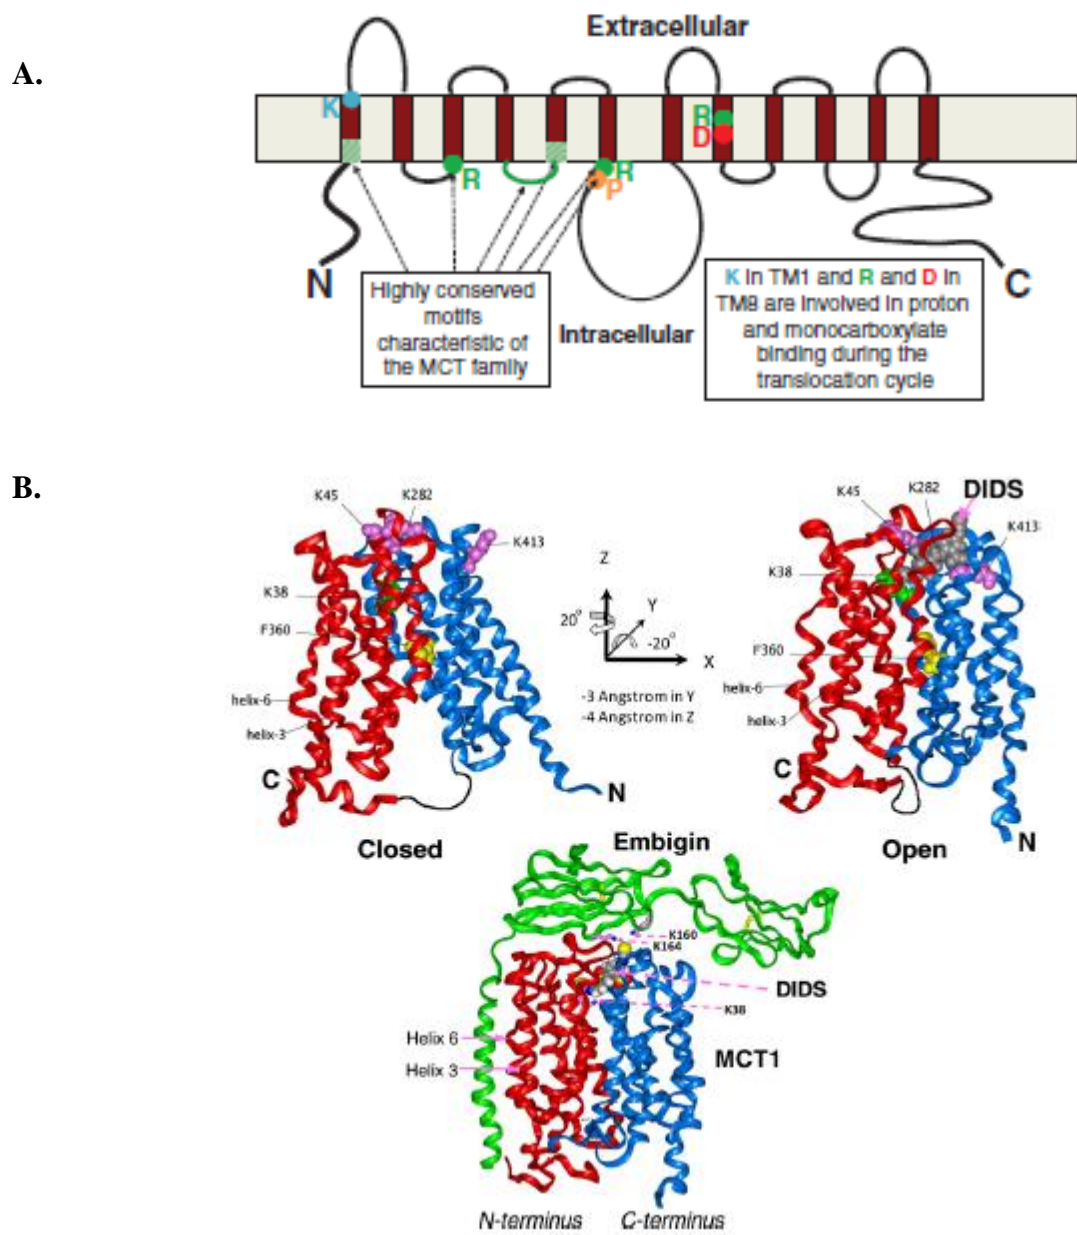 A.
Extracellular
K
R
D
R
R
P
N
C
Highly conserved
motifs
characteristic of
the MCT family
Intracellular
K in TM1 and R and D in
TM8 are involved in proton
and monocarboxylate
binding during the
translocation cycle
B.
K45
K282
K413
K38
F360
helix-6
helix-3
C
N
Closed
Z
Y
X
20°
-20°
-3 Angstrom in Y
-4 Angstrom in Z
K45
K282
DIDS
K413
K38
F360
helix-6
helix-3
C
N
Open
Embigin
K160
K164
DIDS
K38
Helix 6
Helix 3
MCT1
N-terminus
C-terminus